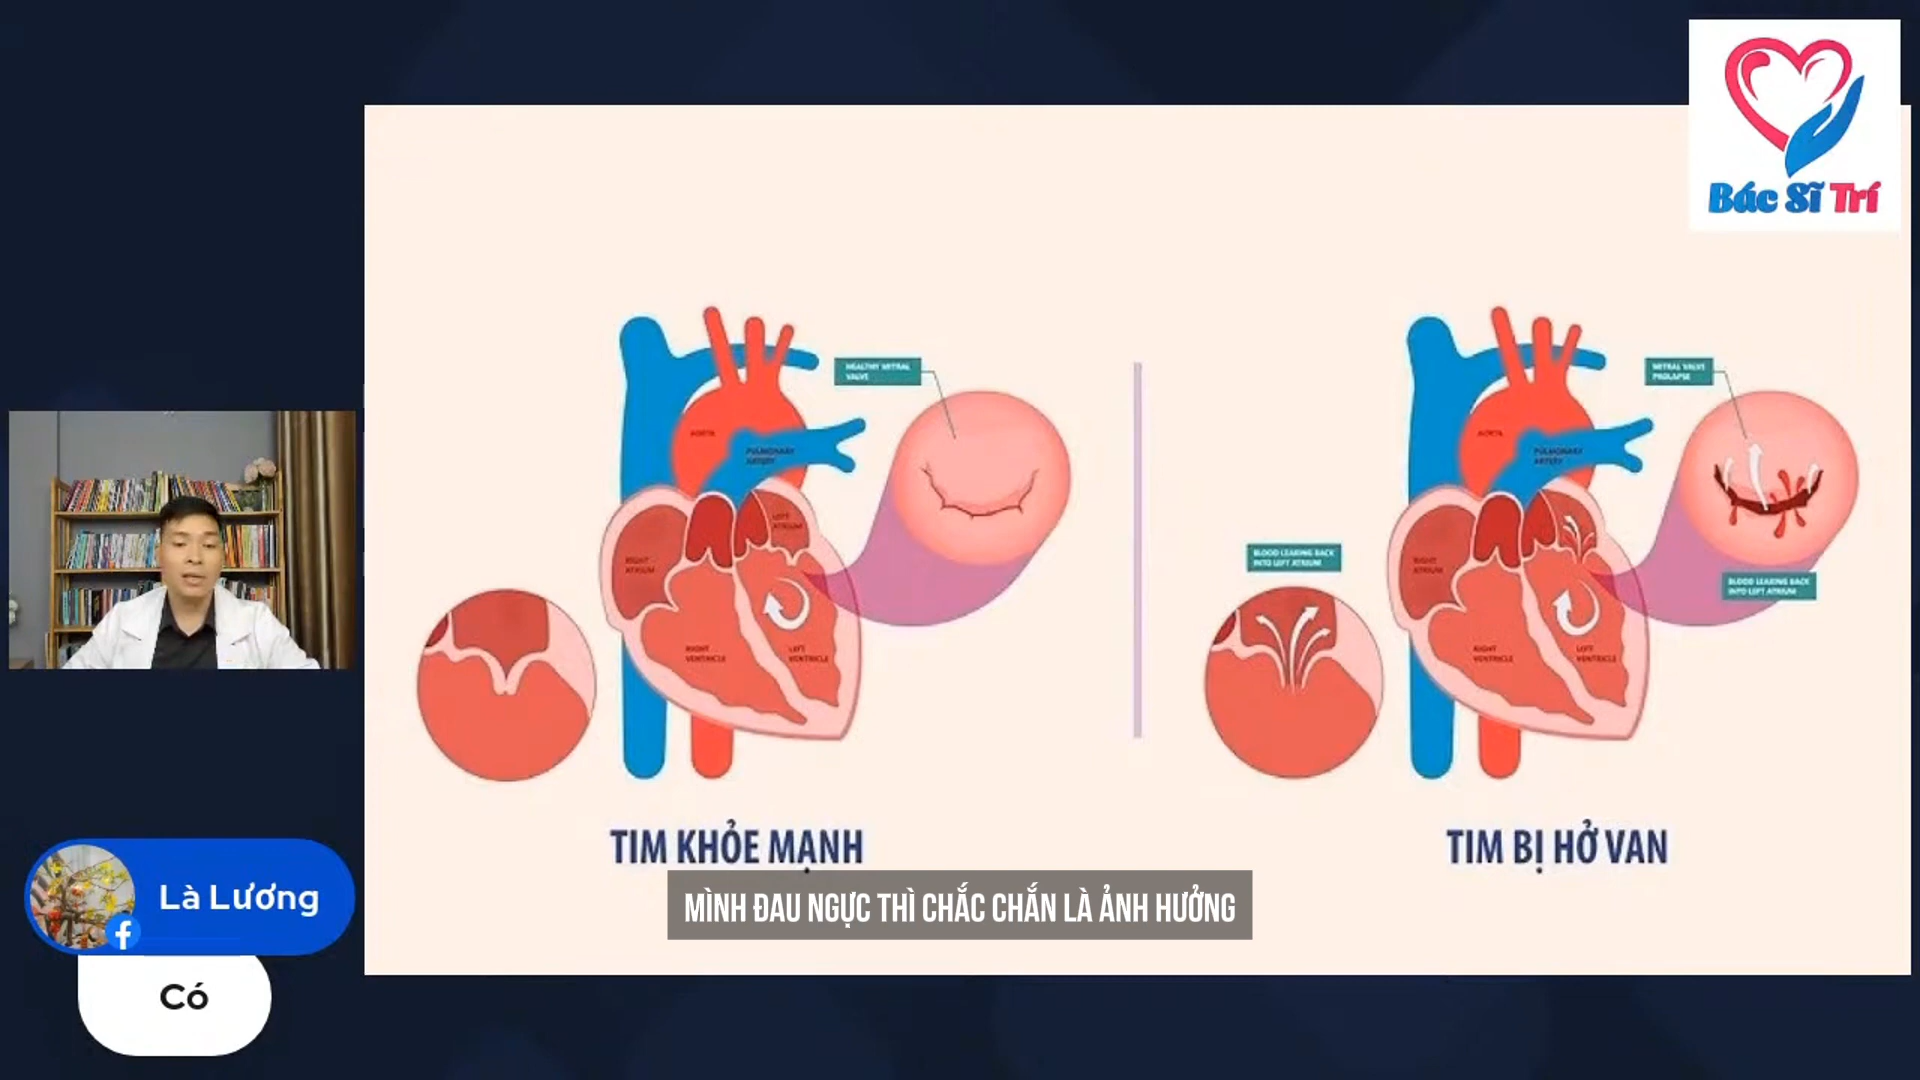 Bác Sĩ Trí
HEALTHY MITRAL
VALVE
AORTA
PULMONARY
ARTERY
LEFT
ATRIUM
RIGHT
ATRIUM
RIGHT
VENTRICLE
LEFT
VENTRICLE
MITRAL VALVE
PROLAPSE
AORTA
PULMONARY
ARTERY
BLOOD LEAKING BACK
INTO LEFT ATRIUM
RIGHT
ATRIUM
BLOOD LEAKING BACK
INTO LEFT ATRIUM
RIGHT
VENTRICLE
LEFT
VENTRICLE
TIM KHỎE MẠNH
TIM BỊ HỞ VAN
MÌNH ĐAU NGỰC THÌ CHẮC CHẮN LÀ ẢNH HƯỞNG
Là Lương
Có